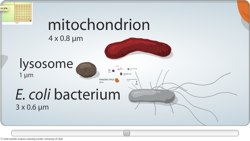 mitochondrion
4 x 0.8 μm
lysosome
1 μm
E. coli bacterium
3 x 0.6 μm